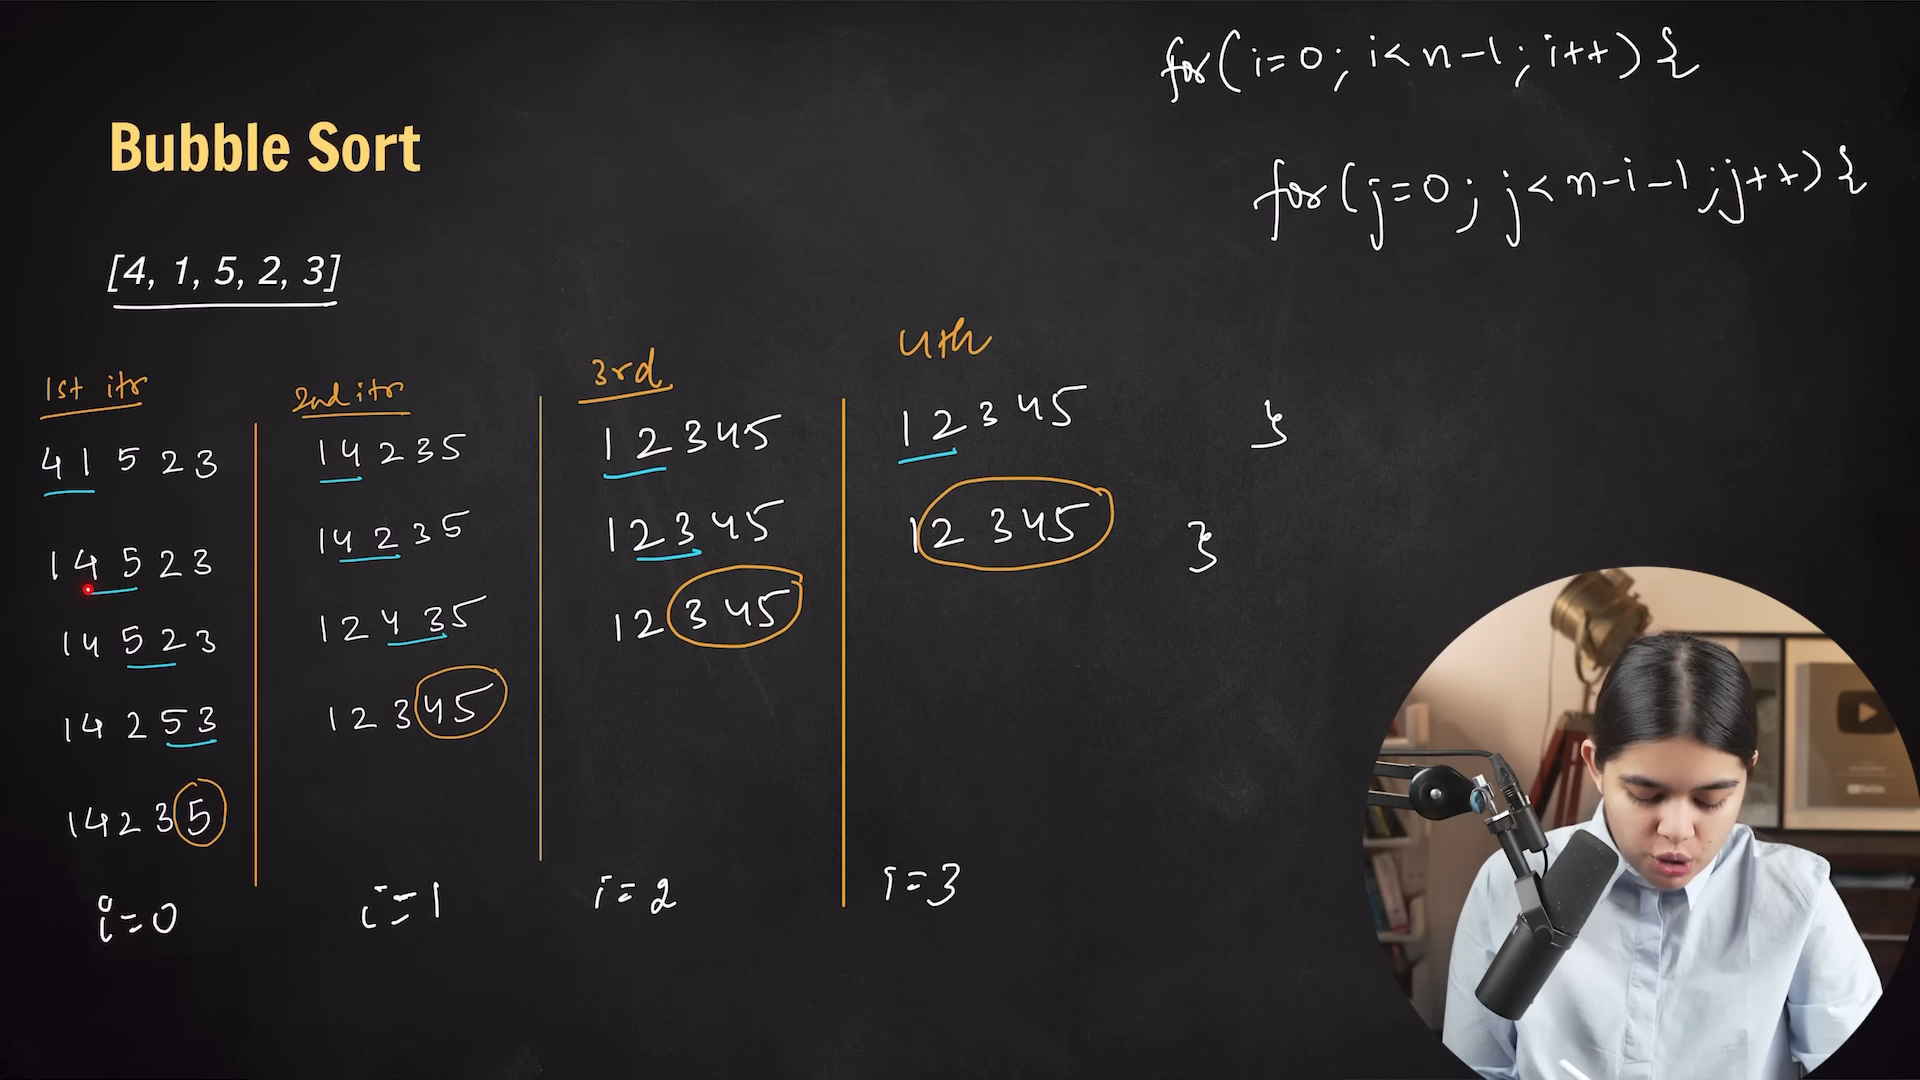 for(i=0; i<n-1; i++){
for(j=0; j<n-i-1; j++){
Bubble Sort
[4, 1, 5, 2, 3]
1st itr
4 1 5 2 3
1 4 5 2 3
1 4 5 2 3
1 4 2 5 3
1 4 2 3 5
i=0
2nd itr
1 4 2 3 5
1 4 2 3 5
1 2 4 3 5
1 2 3 4 5
i=1
3rd
1 2 3 4 5
1 2 3 4 5
1 2 3 4 5
i=2
4th
1 2 3 4 5
1 2 3 4 5
i=3
}
}